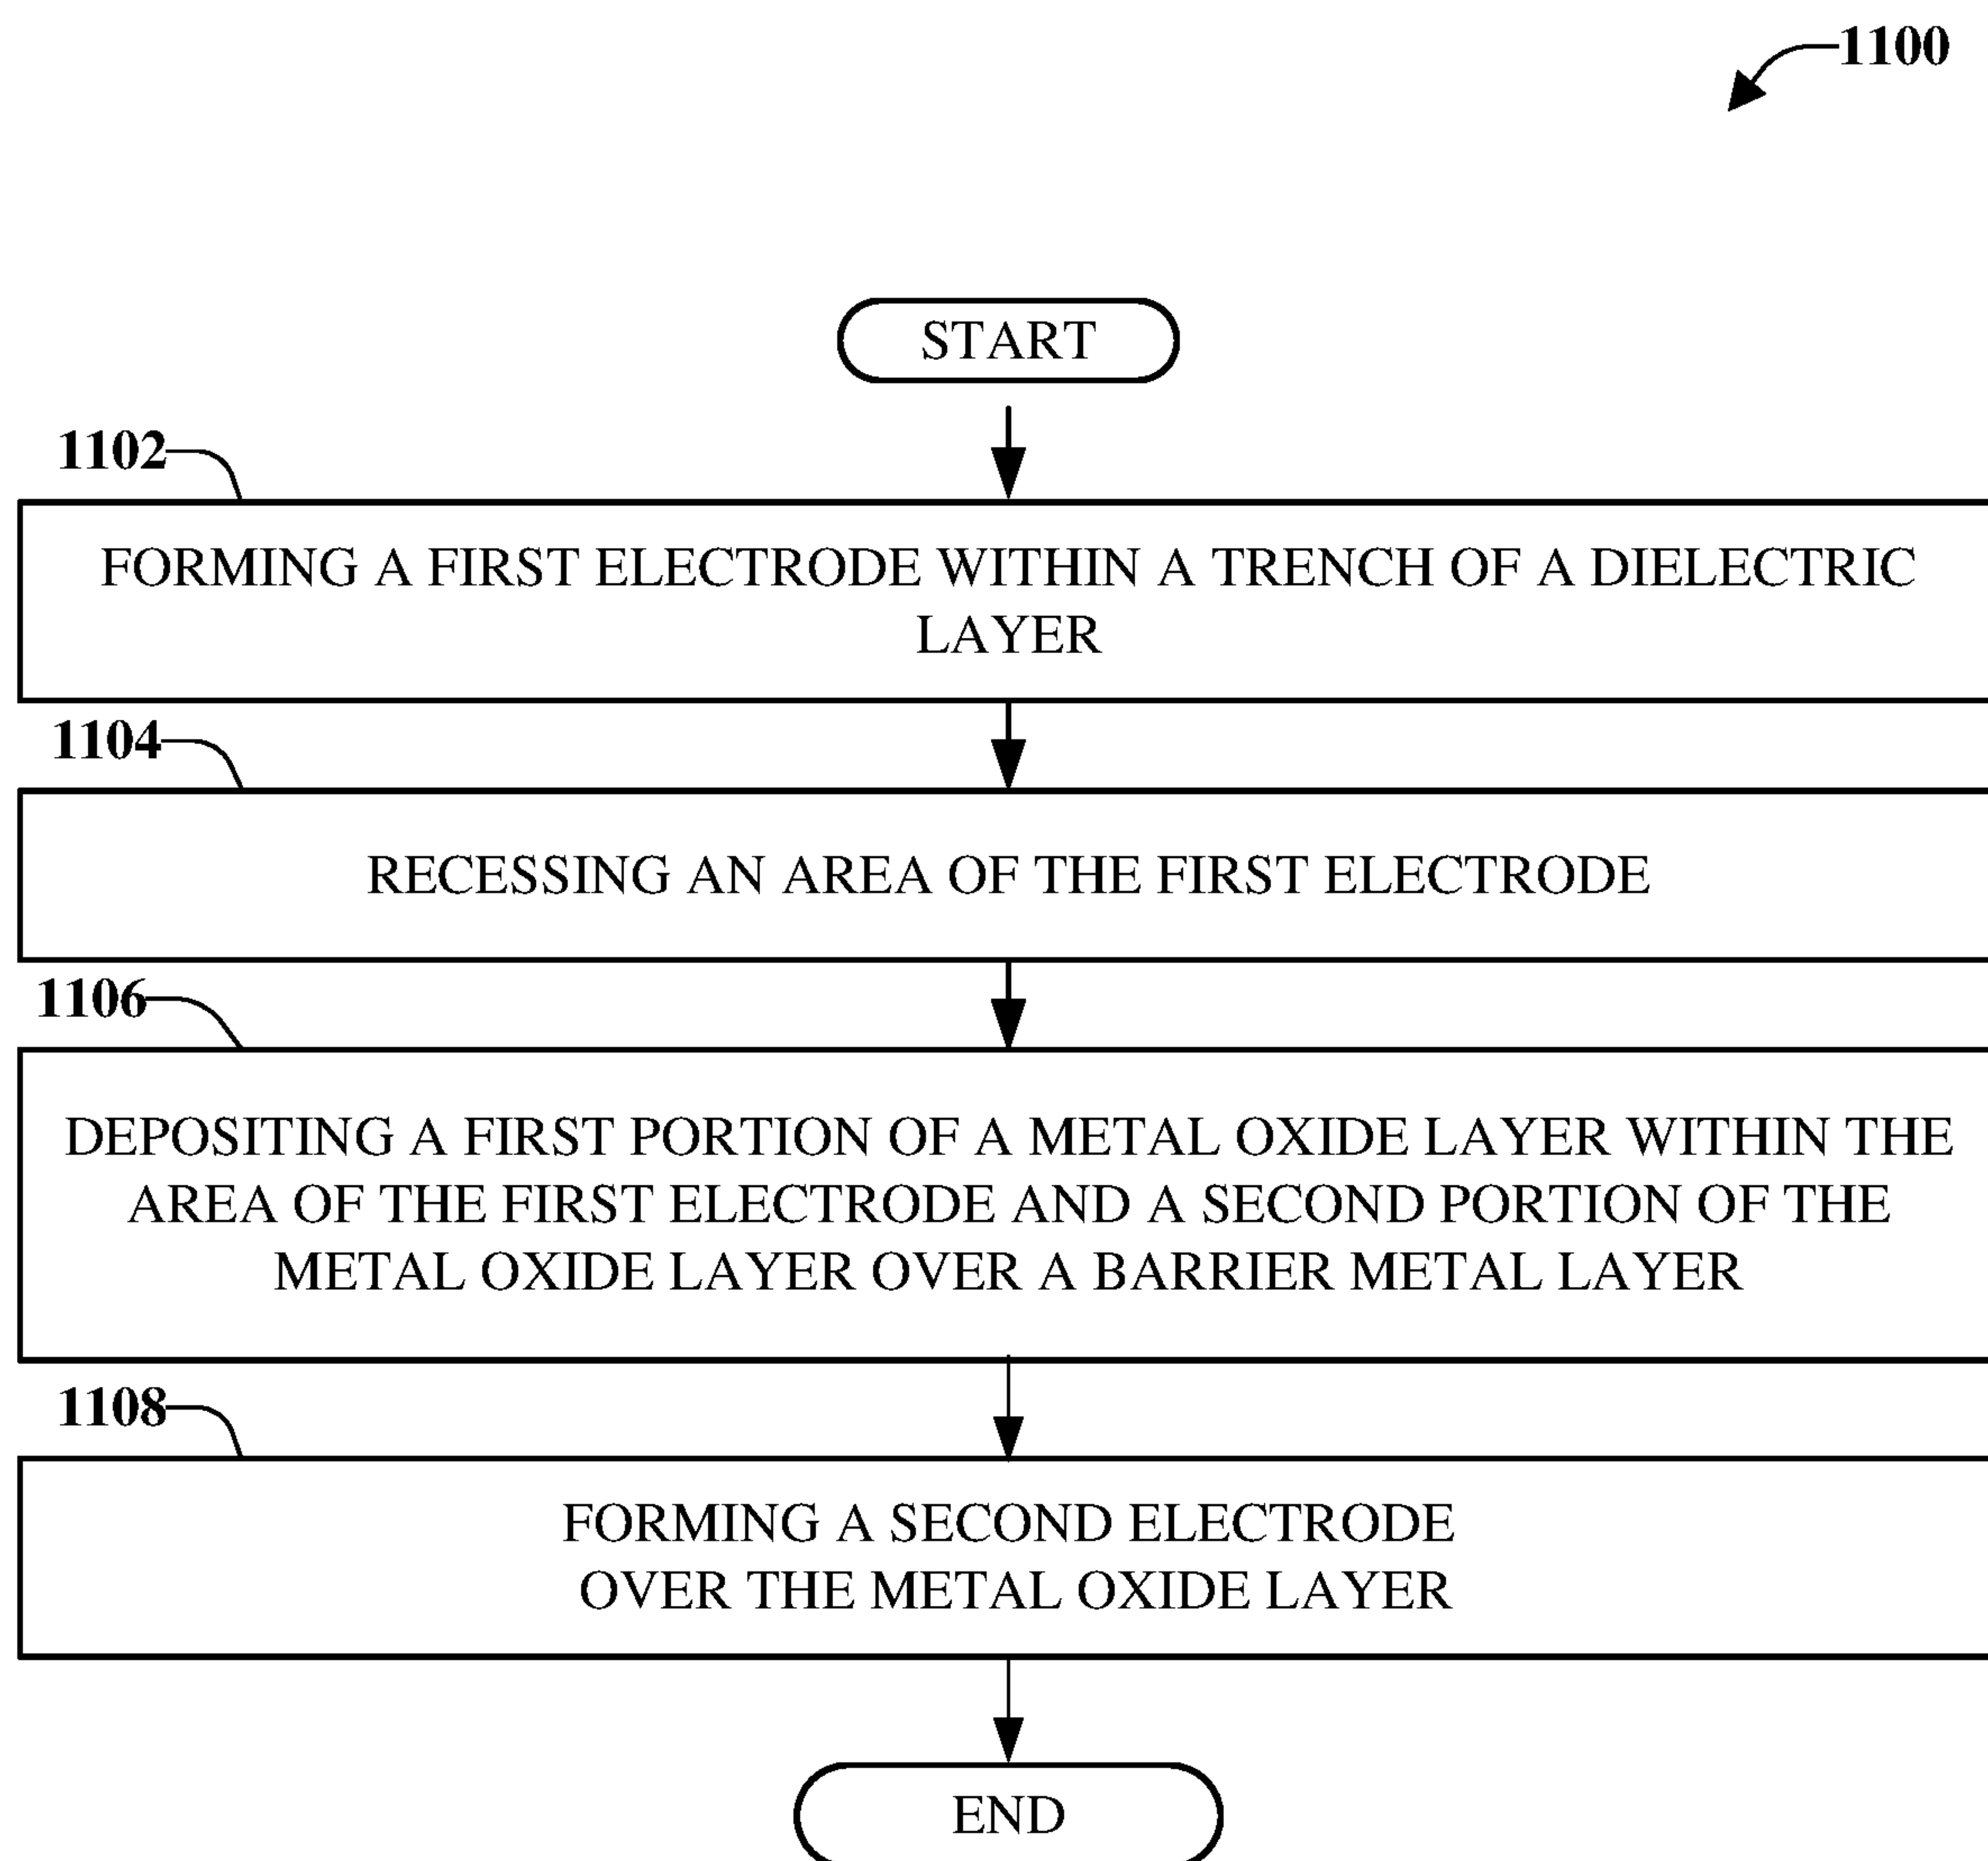 1100
START
1102
FORMING A FIRST ELECTRODE WITHIN A TRENCH OF A DIELECTRIC
LAYER
1104
RECESSING AN AREA OF THE FIRST ELECTRODE
1106
DEPOSITING A FIRST PORTION OF A METAL OXIDE LAYER WITHIN THE
AREA OF THE FIRST ELECTRODE AND A SECOND PORTION OF THE
METAL OXIDE LAYER OVER A BARRIER METAL LAYER
1108
FORMING A SECOND ELECTRODE
OVER THE METAL OXIDE LAYER
END